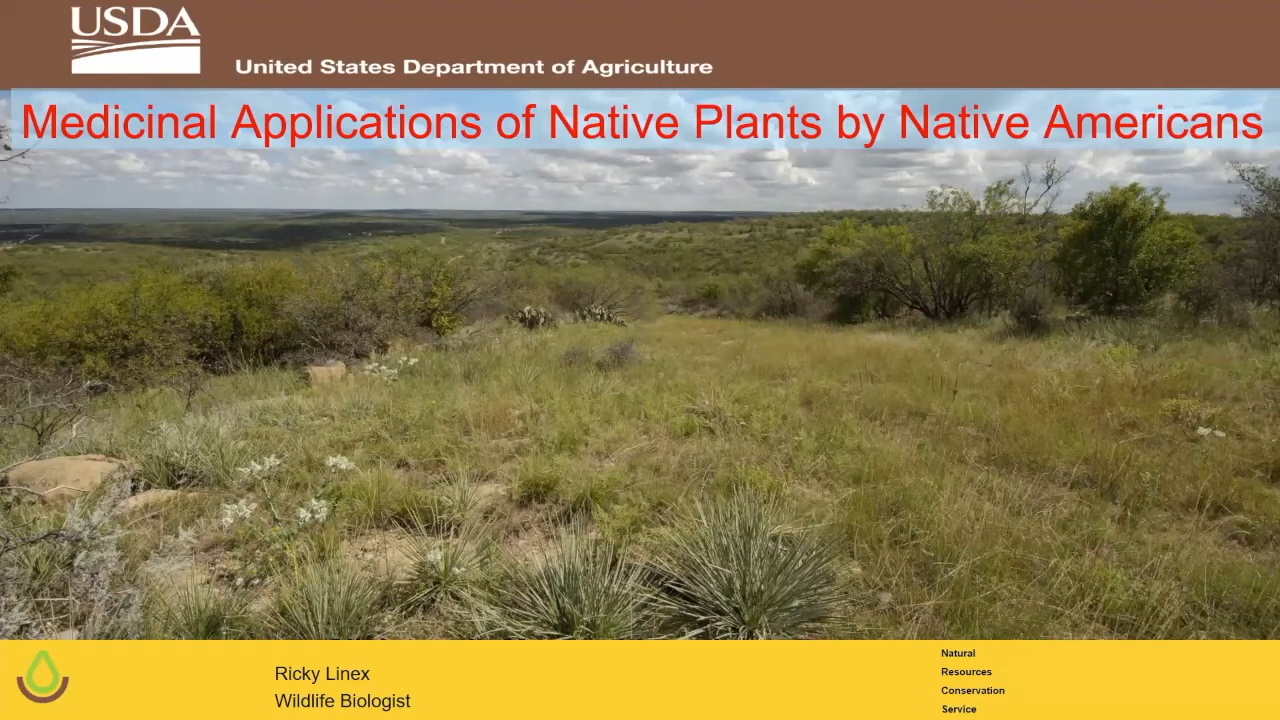 USDA
United States Department of Agriculture
Medicinal Applications of Native Plants by Native Americans
Ricky Linex
Wildlife Biologist
Natural
Resources
Conservation
Service